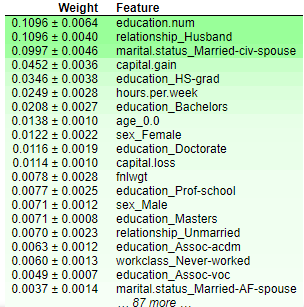 Weight Feature
0.1096 ± 0.0064 education.num
0.1096 ± 0.0040 relationship_Husband
0.0997 ± 0.0046 marital.status_Married-civ-spouse
0.0452 ± 0.0036 capital.gain
0.0346 ± 0.0038 education_HS-grad
0.0249 ± 0.0028 hours.per.week
0.0208 ± 0.0027 education_Bachelors
0.0138 ± 0.0010 age_0.0
0.0122 ± 0.0022 sex_Female
0.0116 ± 0.0019 education_Doctorate
0.0114 ± 0.0010 capital.loss
0.0078 ± 0.0028 fnlwgt
0.0077 ± 0.0025 education_Prof-school
0.0071 ± 0.0012 sex_Male
0.0071 ± 0.0008 education_Masters
0.0070 ± 0.0023 relationship_Unmarried
0.0063 ± 0.0012 education_Assoc-acdm
0.0060 ± 0.0013 workclass_Never-worked
0.0049 ± 0.0007 education_Assoc-voc
0.0037 ± 0.0014 marital.status_Married-AF-spouse
… 87 more …